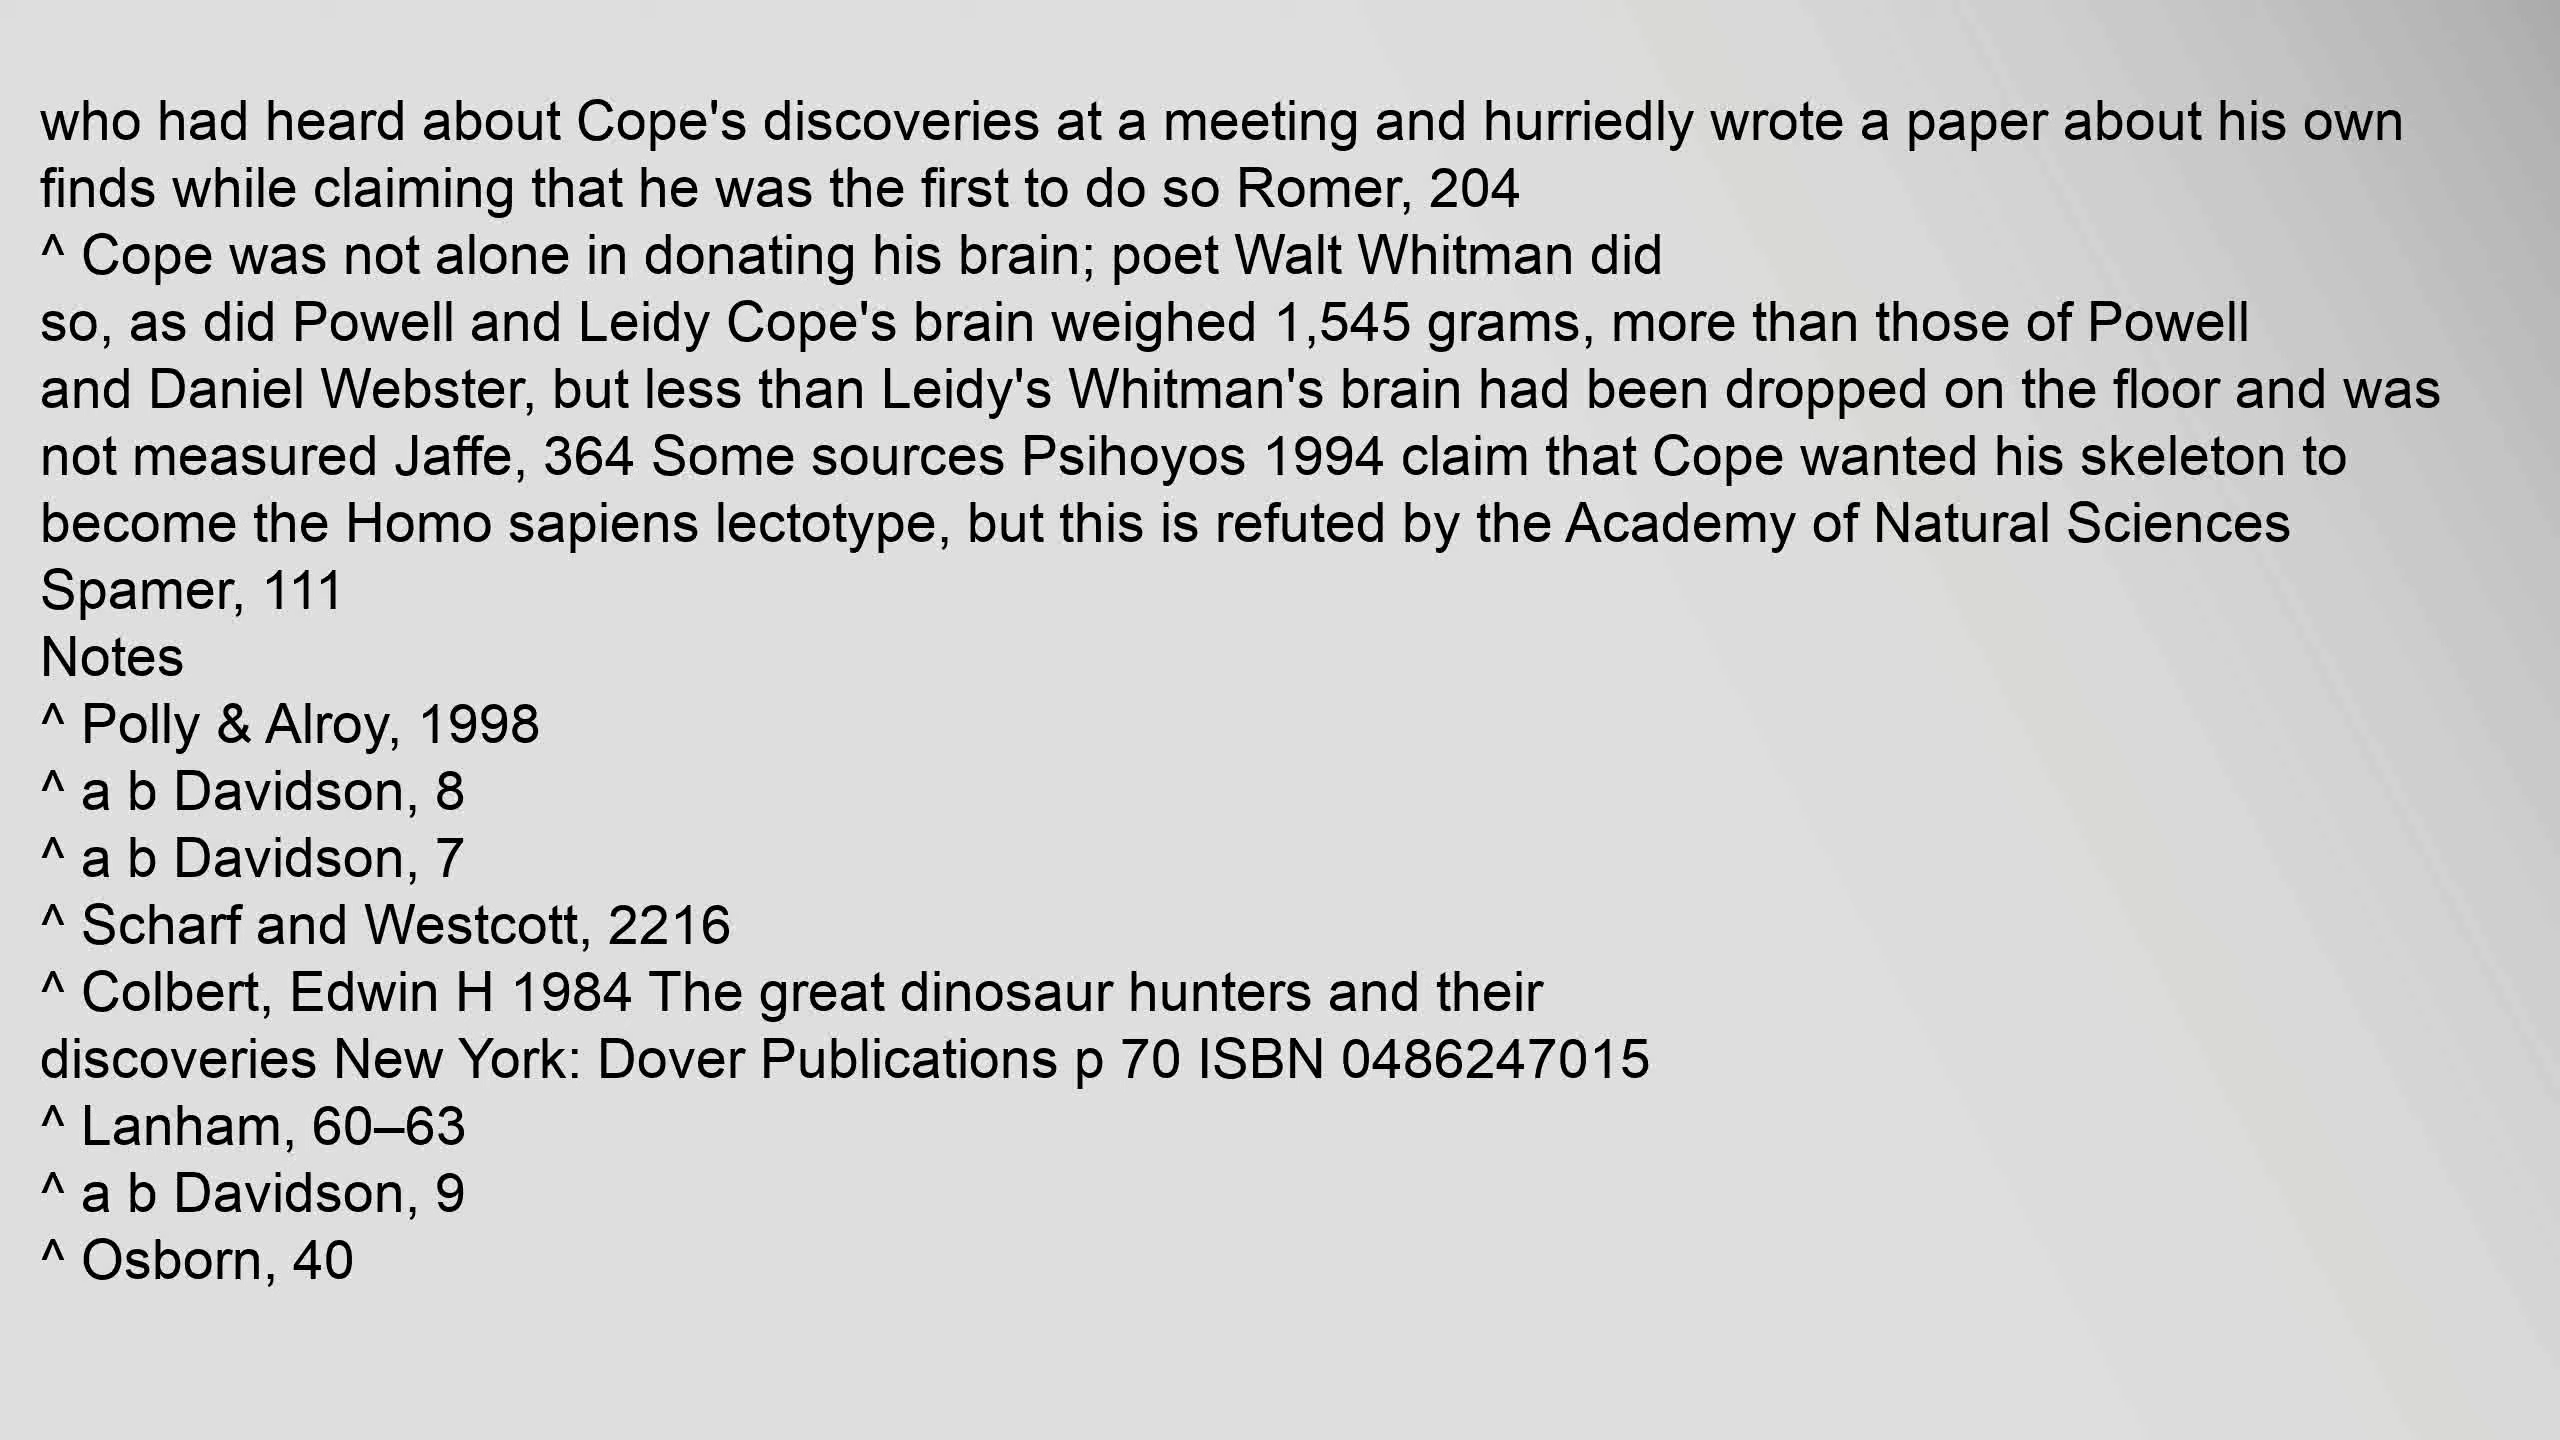 who had heard about Cope's discoveries at a meeting and hurriedly wrote a paper about his own
finds while claiming that he was the first to do so Romer, 204
^ Cope was not alone in donating his brain; poet Walt Whitman did
so, as did Powell and Leidy Cope's brain weighed 1,545 grams, more than those of Powell
and Daniel Webster, but less than Leidy's Whitman's brain had been dropped on the floor and was
not measured Jaffe, 364 Some sources Psihoyos 1994 claim that Cope wanted his skeleton to
become the Homo sapiens lectotype, but this is refuted by the Academy of Natural Sciences
Spamer, 111
Notes
^ Polly & Alroy, 1998
^ a b Davidson, 8
^ a b Davidson, 7
^ Scharf and Westcott, 2216
^ Colbert, Edwin H 1984 The great dinosaur hunters and their
discoveries New York: Dover Publications p 70 ISBN 0486247015
^ Lanham, 60–63
^ a b Davidson, 9
^ Osborn, 40